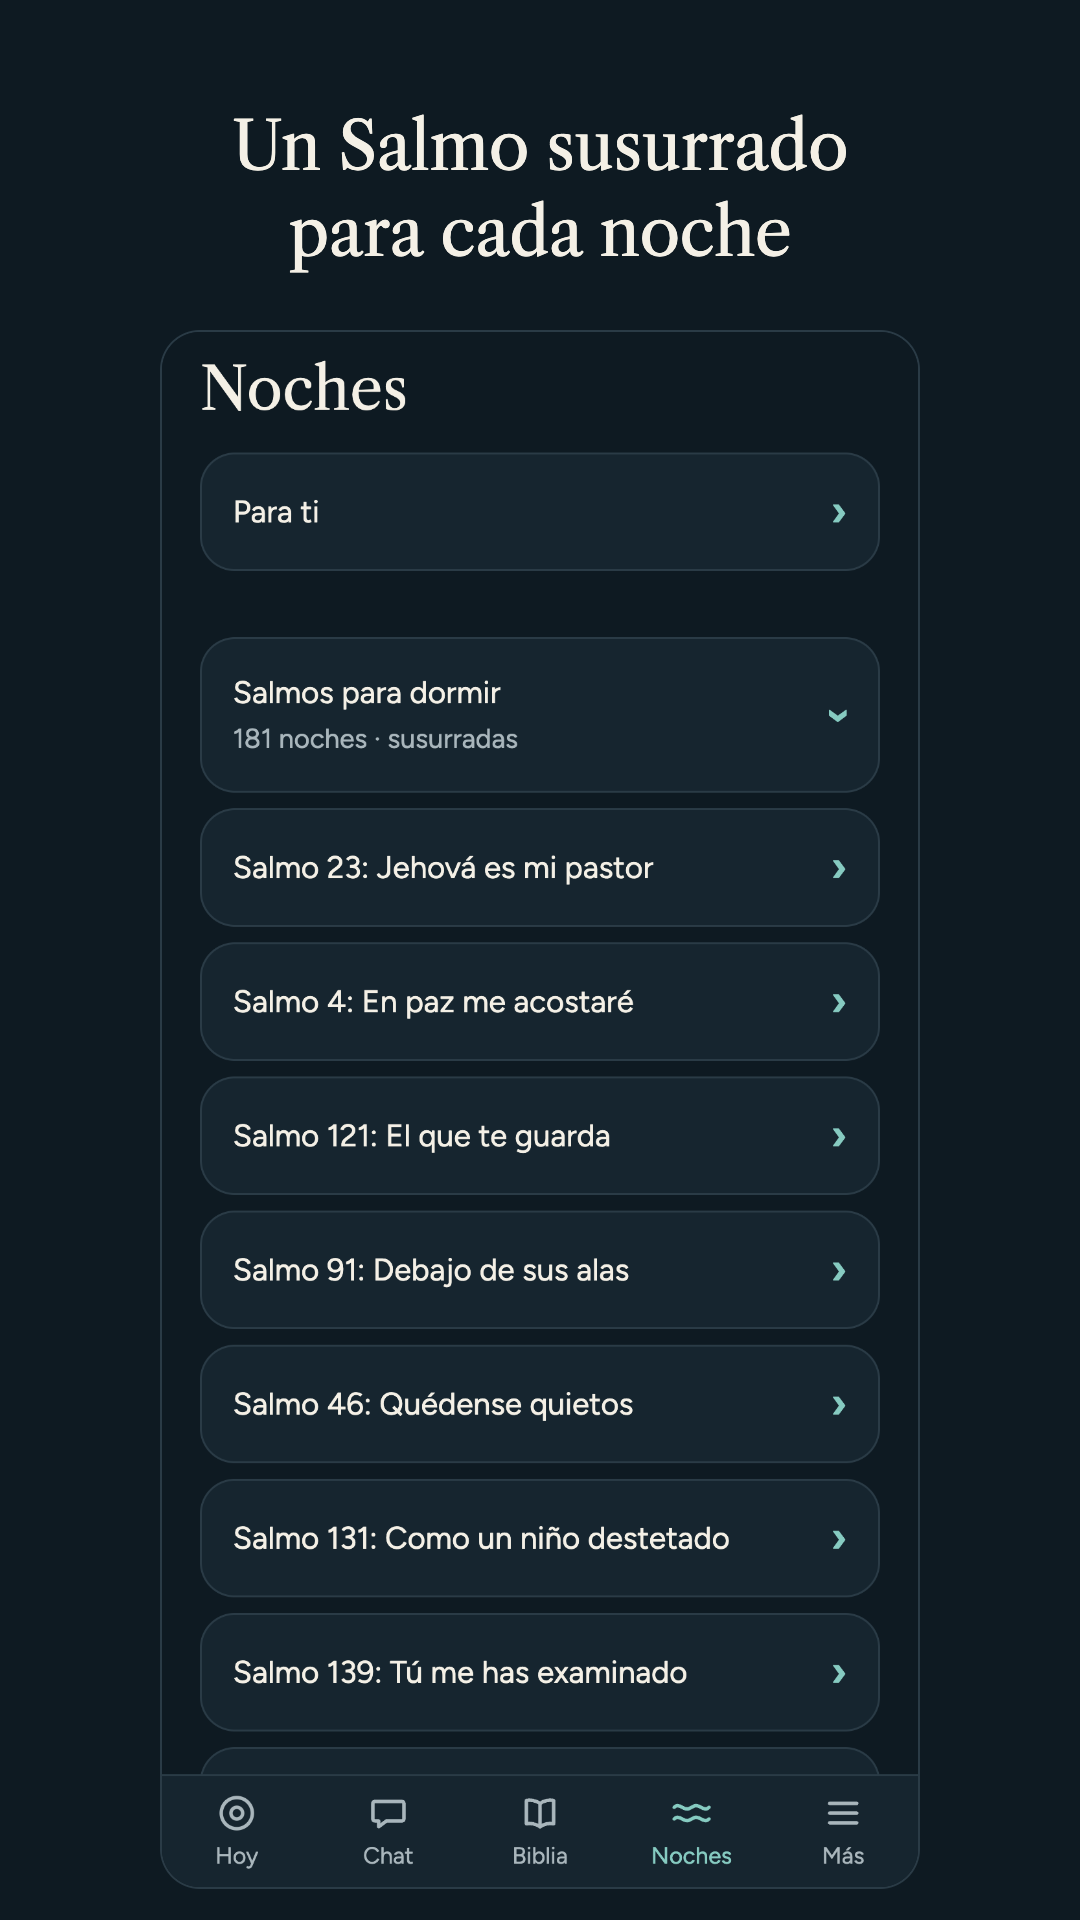 Un Salmo susurrado
para cada noche
Noches
Para ti
Salmos para dormir
181 noches · susurradas
Salmo 23: Jehová es mi pastor
Salmo 4: En paz me acostaré
Salmo 121: El que te guarda
Salmo 91: Debajo de sus alas
Salmo 46: Quédense quietos
Salmo 131: Como un niño destetado
Salmo 139: Tú me has examinado
Hoy
Chat
Biblia
Noches
Más